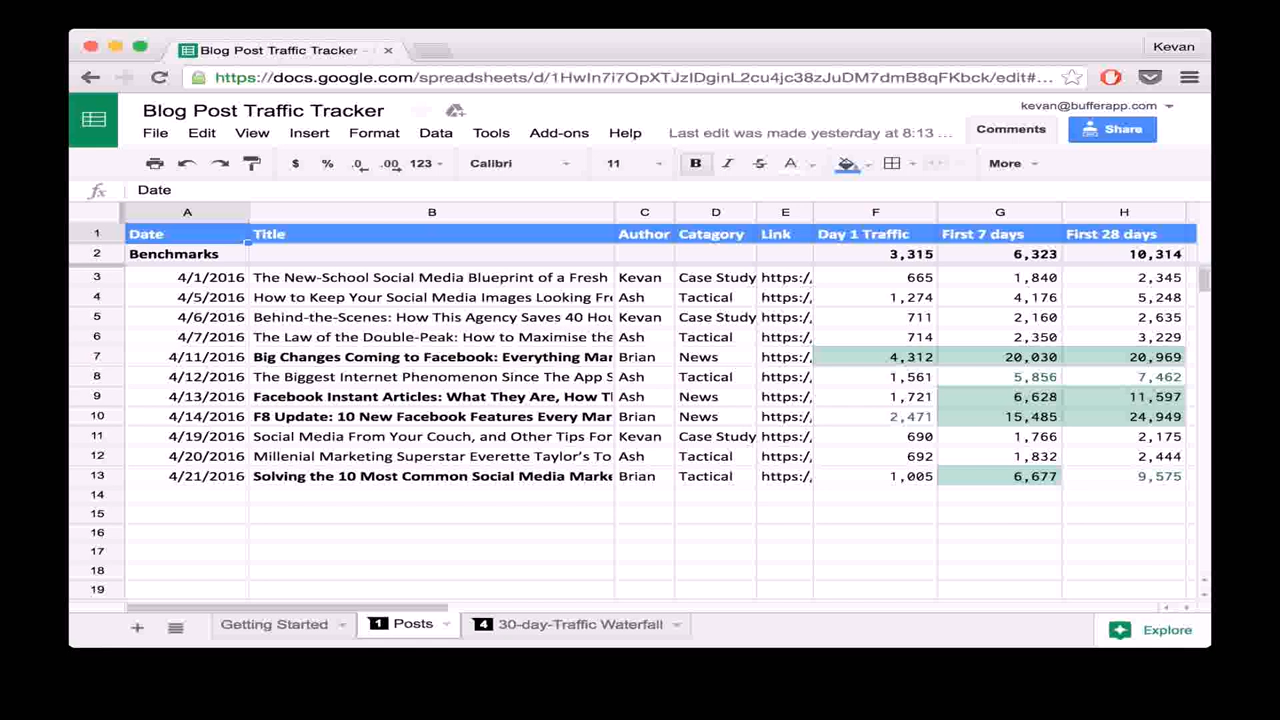 Blog Post Traffic Tracker - ×
Kevan
https://docs.google.com/spreadsheets/d/1HwIn7i7OpXTJzIDginL2cu4jc38zJuDM7dmB8qFKbck/edit#...
Blog Post Traffic Tracker
kevan@bufferapp.com
File Edit View Insert Format Data Tools Add-ons Help Last edit was made yesterday at 8:13 ... Comments Share
$ % .0 .00 123 Calibri 11 B I S A More
fx Date
A B C D E F G H
1 Date Title Author Catagory Link Day 1 Traffic First 7 days First 28 days
2 Benchmarks 3,315 6,323 10,314
3 4/1/2016 The New-School Social Media Blueprint of a Fresh Kevan Case Study https:/ 665 1,840 2,345
4 4/5/2016 How to Keep Your Social Media Images Looking Fre Ash Tactical https:/ 1,274 4,176 5,248
5 4/6/2016 Behind-the-Scenes: How This Agency Saves 40 Hou Kevan Case Study https:/ 711 2,160 2,635
6 4/7/2016 The Law of the Double-Peak: How to Maximise the Ash Tactical https:/ 714 2,350 3,229
7 4/11/2016 Big Changes Coming to Facebook: Everything Mar Brian News https:/ 4,312 20,030 20,969
8 4/12/2016 The Biggest Internet Phenomenon Since The App S Ash Tactical https:/ 1,561 5,856 7,462
9 4/13/2016 Facebook Instant Articles: What They Are, How T Ash Tactical https:/ 1,721 6,628 11,597
10 4/14/2016 F8 Update: 10 New Facebook Features Every Mar Brian News https:/ 2,471 15,485 24,949
11 4/19/2016 Social Media From Your Couch, and Other Tips For Kevan Case Study https:/ 690 1,766 2,175
12 4/20/2016 Millenial Marketing Superstar Everette Taylor's To Ash Tactical https:/ 692 1,832 2,444
13 4/21/2016 Solving the 10 Most Common Social Media Marke Brian Tactical https:/ 1,005 6,677 9,575
14
15
16
17
18
19
+ Getting Started 1 Posts 4 30-day-Traffic Waterfall Explore